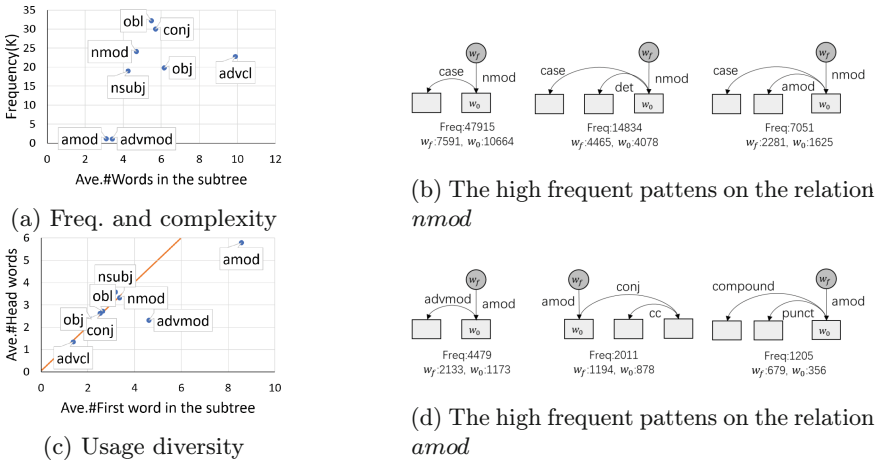 35
30
25
20
15
10
5
0
Frequency(K)
obl
conj
nmod
obj
nsubj
advcl
amod
advmod
0 2 4 6 8 10 12
Ave.#Words in the subtree
(a) Freq. and complexity
6
5
4
3
2
1
0
Ave.#Head words
nsubj
amod
obl
nmod
obj
conj
advmod
advcl
0 2 4 6 8 10
Ave.#First word in the subtree
(c) Usage diversity
w_f
case
nmod
w_0
Freq:47915
w_f:7591, w_0:10664
w_f
case
nmod
det
w_0
Freq:14834
w_f:4465, w_0:4078
w_f
case
nmod
amod
w_0
Freq:7051
w_f:2281, w_0:1625
(b) The high frequent pattens on the relation
nmod
w_f
advmod
amod
w_0
Freq:4479
w_f:2133, w_0:1173
w_f
conj
amod
cc
w_0
Freq:2011
w_f:1194, w_0:878
w_f
compound
amod
punct
w_0
Freq:1205
w_f:679, w_0:356
(d) The high frequent pattens on the relation
amod